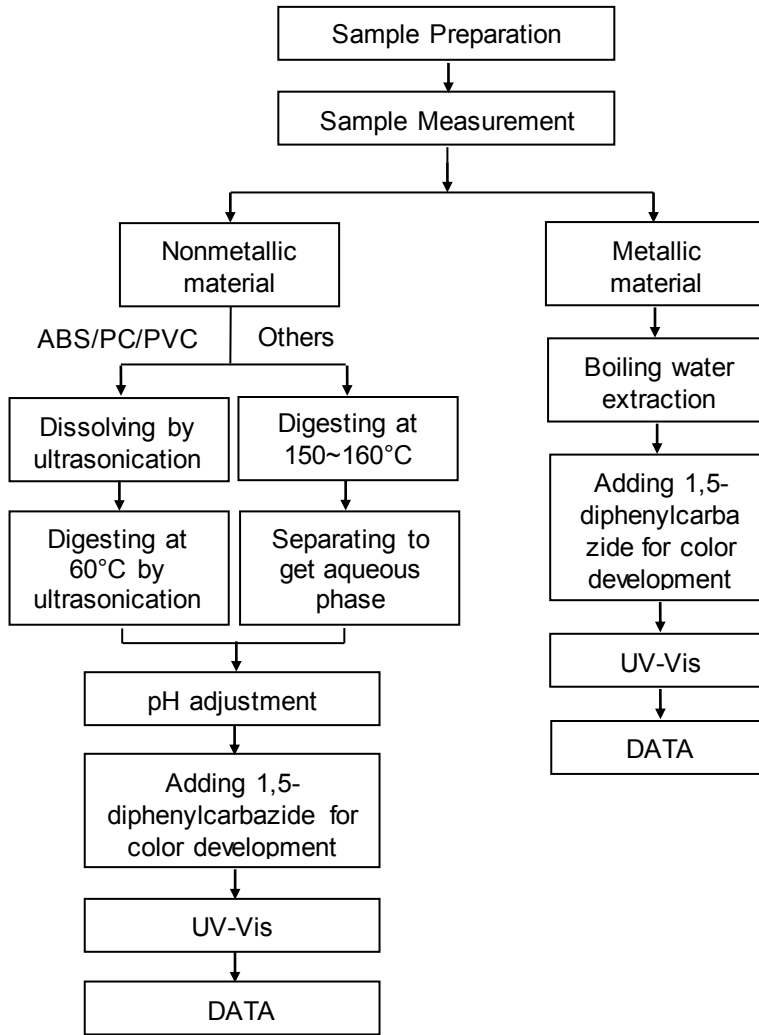 Sample Preparation
Sample Measurement
Nonmetallic
material
ABS/PC/PVC
Others
Dissolving by
ultrasonication
Digesting at
150~160°C
Digesting at
60°C by
ultrasonication
Separating to
get aqueous
phase
pH adjustment
Adding 1,5-
diphenylcarbazide for
color development
UV-Vis
DATA
Metallic
material
Boiling water
extraction
Adding 1,5-
diphenylcarba
zide for color
development
UV-Vis
DATA